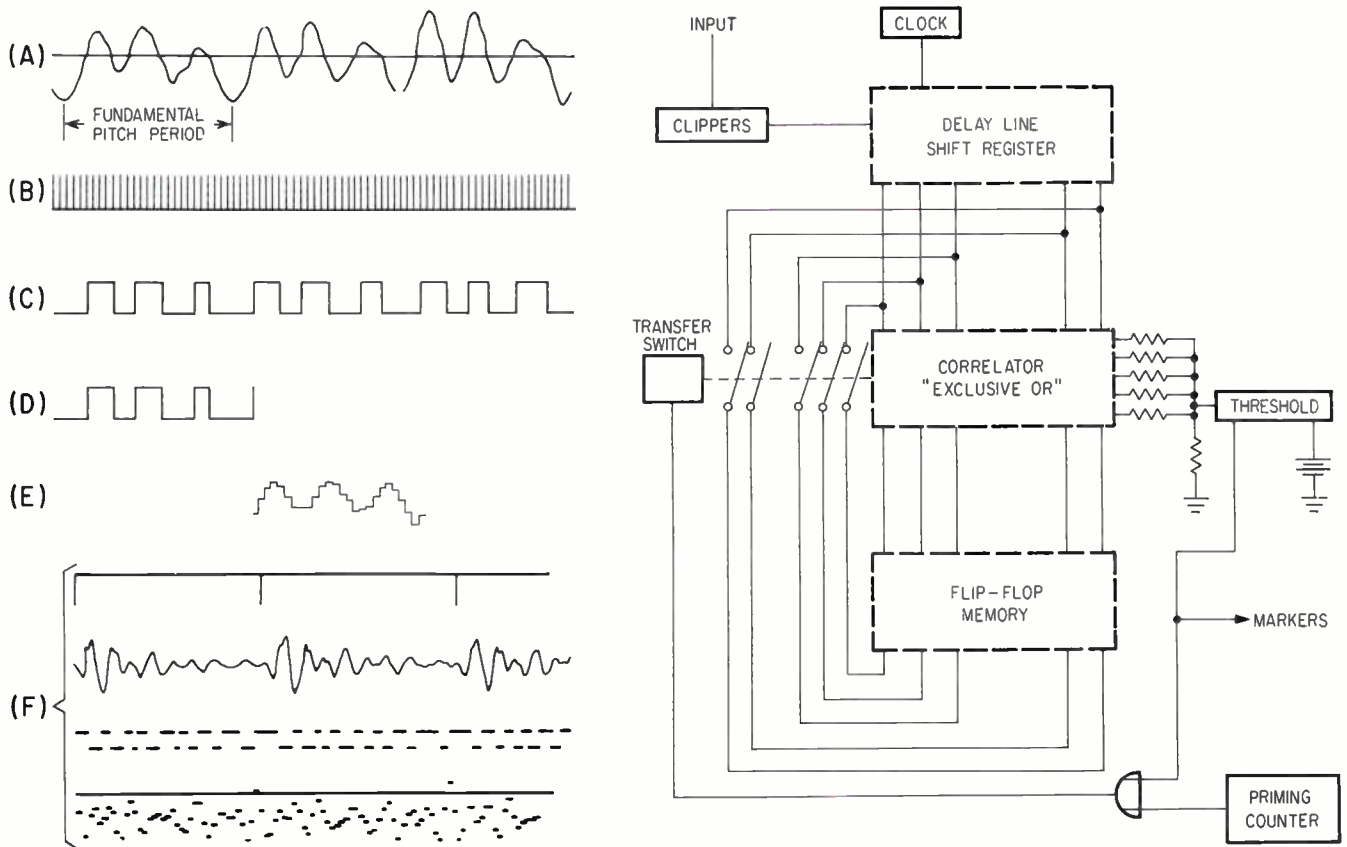 (A)
FUNDAMENTAL
PITCH PERIOD
(B)
(C)
(D)
(E)
(F)
INPUT
CLOCK
CLIPPERS
DELAY LINE
SHIFT REGISTER
TRANSFER
SWITCH
CORRELATOR
"EXCLUSIVE OR"
THRESHOLD
FLIP-FLOP
MEMORY
MARKERS
PRIMING
COUNTER